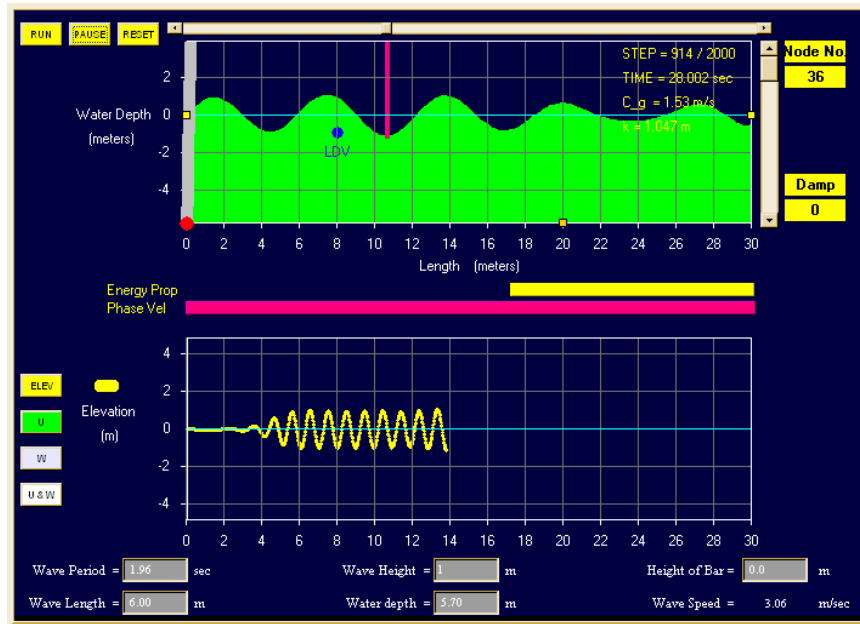 RUN PAUSE RESET
STEP = 914 / 2000
TIME = 28.002 sec
C_g = 1.53 m/s
k = 1.047 m
Node No.
36
Water Depth
(meters)
2
0
-2
-4
LDV
Damp
0
0 2 4 6 8 10 12 14 16 18 20 22 24 26 28 30
Length (meters)
Energy Prop
Phase Vel
ELEV
U
W
U & W
Elevation
(m)
4
2
0
-2
-4
0 2 4 6 8 10 12 14 16 18 20 22 24 26 28 30
Wave Period = 1.96 sec Wave Height = 1 m Height of Bar = 0.0 m
Wave Length = 6.00 m Water depth = 5.70 m Wave Speed = 3.06 m/sec